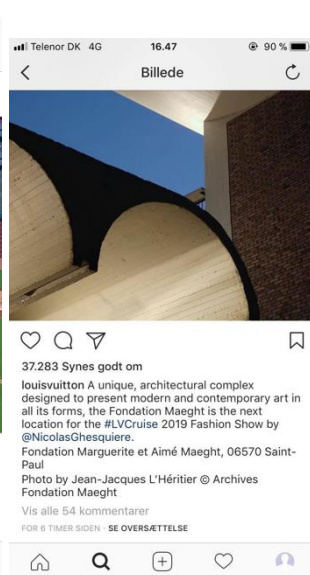 Telenor DK 4G 16.47 90 %
Billede
37.283 Synes godt om
louisvuitton A unique, architectural complex
designed to present modern and contemporary art in
all its forms, the Fondation Maeght is the next
location for the #LVCruise 2019 Fashion Show by
@NicolasGhesquiere.
Fondation Marguerite et Aimé Maeght, 06570 Saint-
Paul
Photo by Jean-Jacques L'Héritier © Archives
Fondation Maeght
Vis alle 54 kommentarer
FOR 6 TIMER SIDEN · SE OVERSÆTTELSE